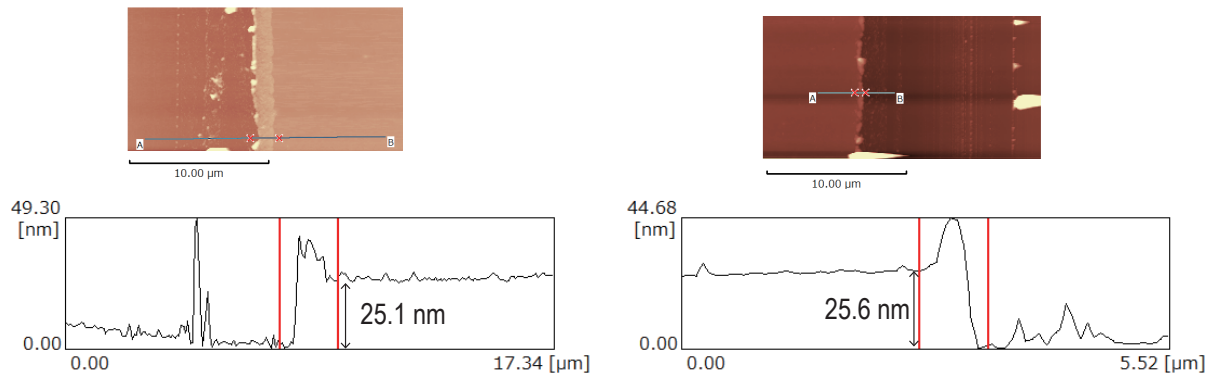 A
B
10.00 µm
49.30
[nm]
25.1 nm
0.00
0.00
17.34 [µm]
A
B
10.00 µm
44.68
[nm]
25.6 nm
0.00
0.00
5.52 [µm]